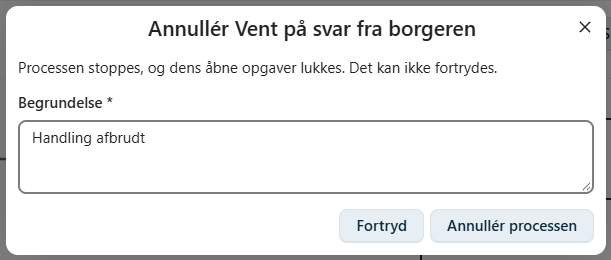 Annullér Vent på svar fra borgeren
Processen stoppes, og dens åbne opgaver lukkes. Det kan ikke fortrydes.
Begrundelse *
Handling afbrudt
Fortryd
Annullér processen